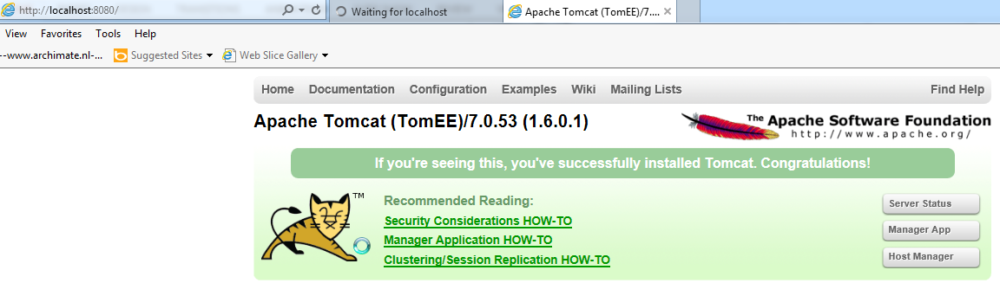 http://localhost:8080/
Waiting for localhost
Apache Tomcat (TomEE)/7....
View Favorites Tools Help
--www.archimate.nl-... Suggested Sites Web Slice Gallery
Home Documentation Configuration Examples Wiki Mailing Lists Find Help
Apache Tomcat (TomEE)/7.0.53 (1.6.0.1)
The Apache Software Foundation
http://www.apache.org/
If you're seeing this, you've successfully installed Tomcat. Congratulations!
TM
Recommended Reading:
Security Considerations HOW-TO
Manager Application HOW-TO
Clustering/Session Replication HOW-TO
Server Status
Manager App
Host Manager